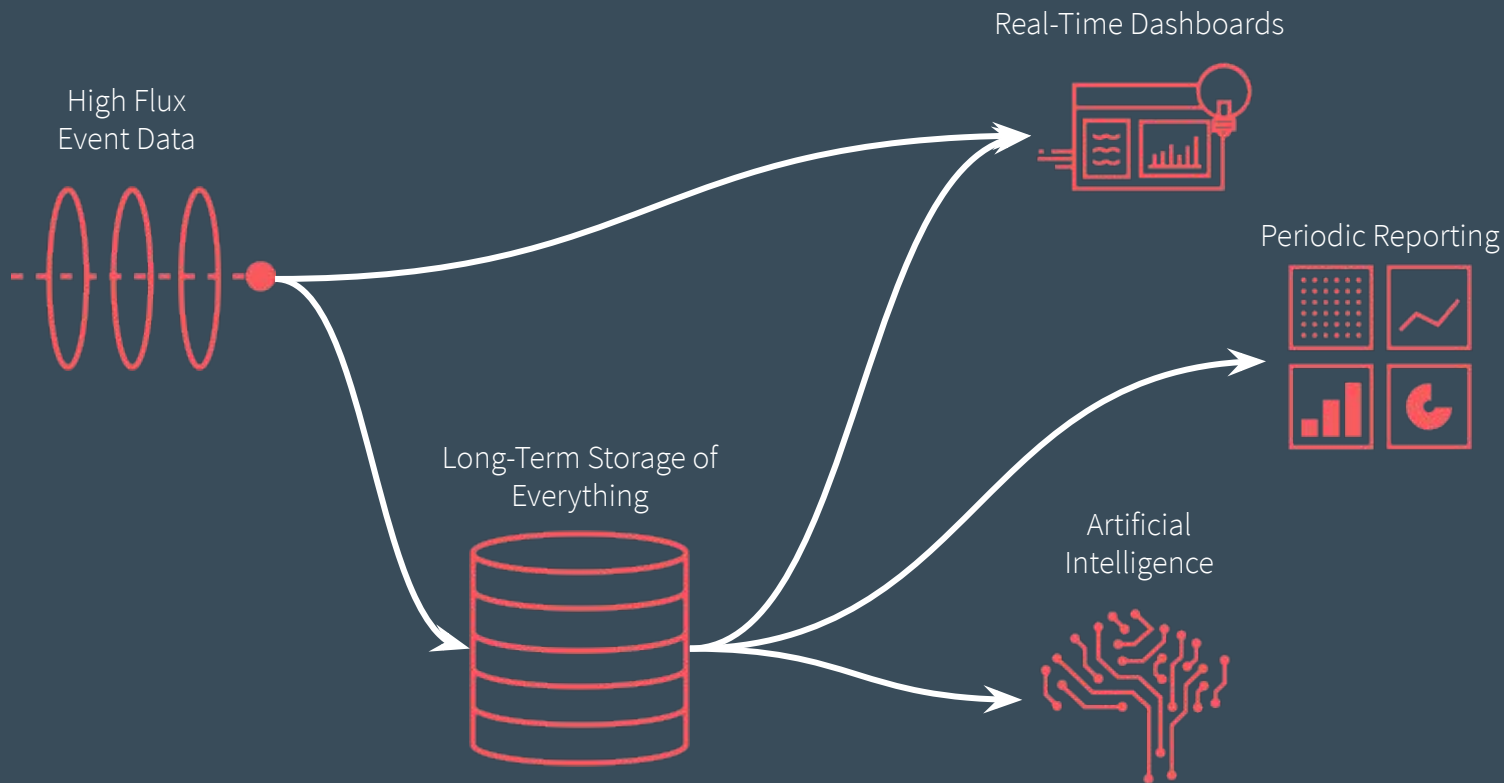 Real-Time Dashboards
High Flux
Event Data
Periodic Reporting
Long-Term Storage of
Everything
Artificial
Intelligence